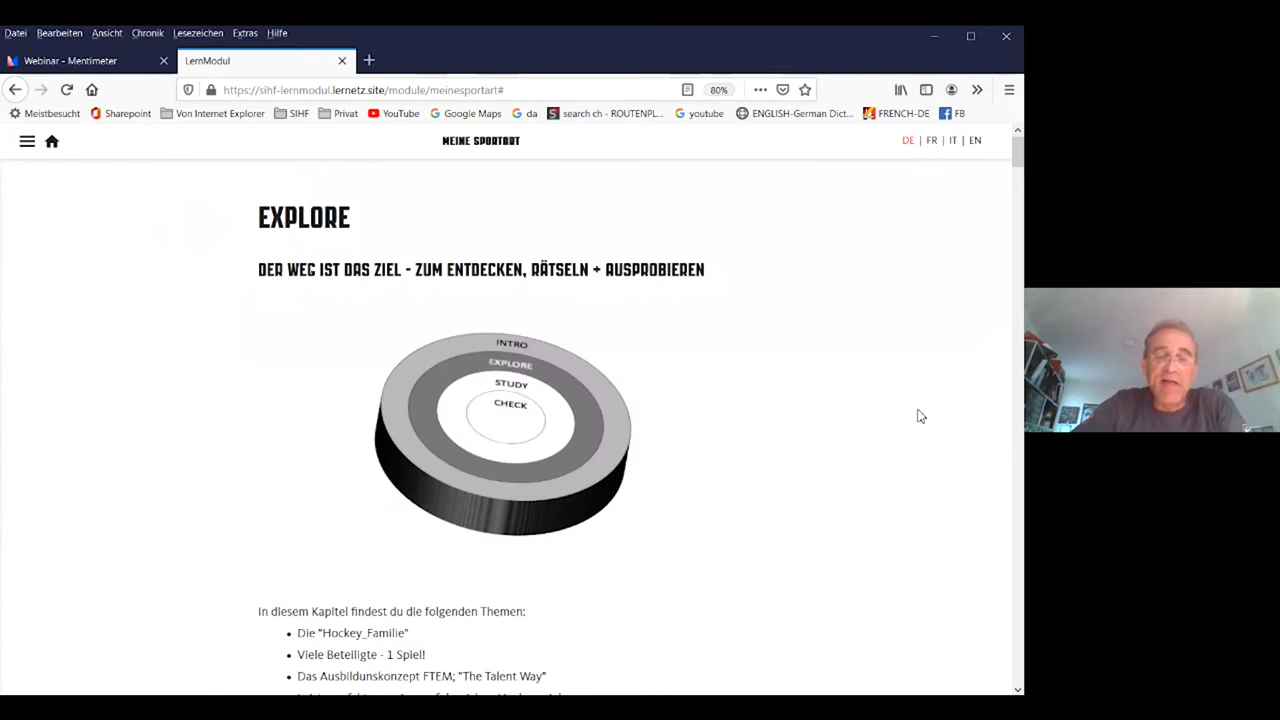 Datei Bearbeiten Ansicht Chronik Lesezeichen Extras Hilfe
Webinar - Mentimeter
LernModul
https://sihf-lernmodul.lernetz.site/module/meinesportart#
80%
Meistbesucht Sharepoint Von Internet Explorer SIHF Privat YouTube Google Maps da search ch - ROUTENPL... youtube ENGLISH-German Dict... FRENCH-DE FB
MEINE SPORTART
DE | FR | IT | EN
EXPLORE
DER WEG IST DAS ZIEL - ZUM ENTDECKEN, RÄTSELN + AUSPROBIEREN
INTRO
EXPLORE
STUDY
CHECK
In diesem Kapitel findest du die folgenden Themen:
• Die "Hockey_Familie"
• Viele Beteiligte - 1 Spiel!
• Das Ausbildunskonzept FTEM; "The Talent Way"